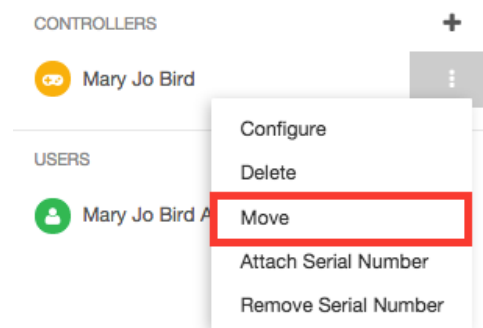 CONTROLLERS
Mary Jo Bird
Configure
USERS
Delete
Mary Jo Bird A
Move
Attach Serial Number
Remove Serial Number